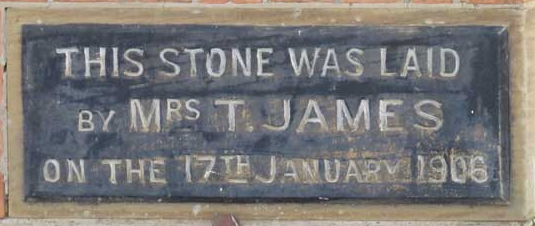 THIS STONE WAS LAID
BY MRS T. JAMES
ON THE 17TH JANUARY 1906